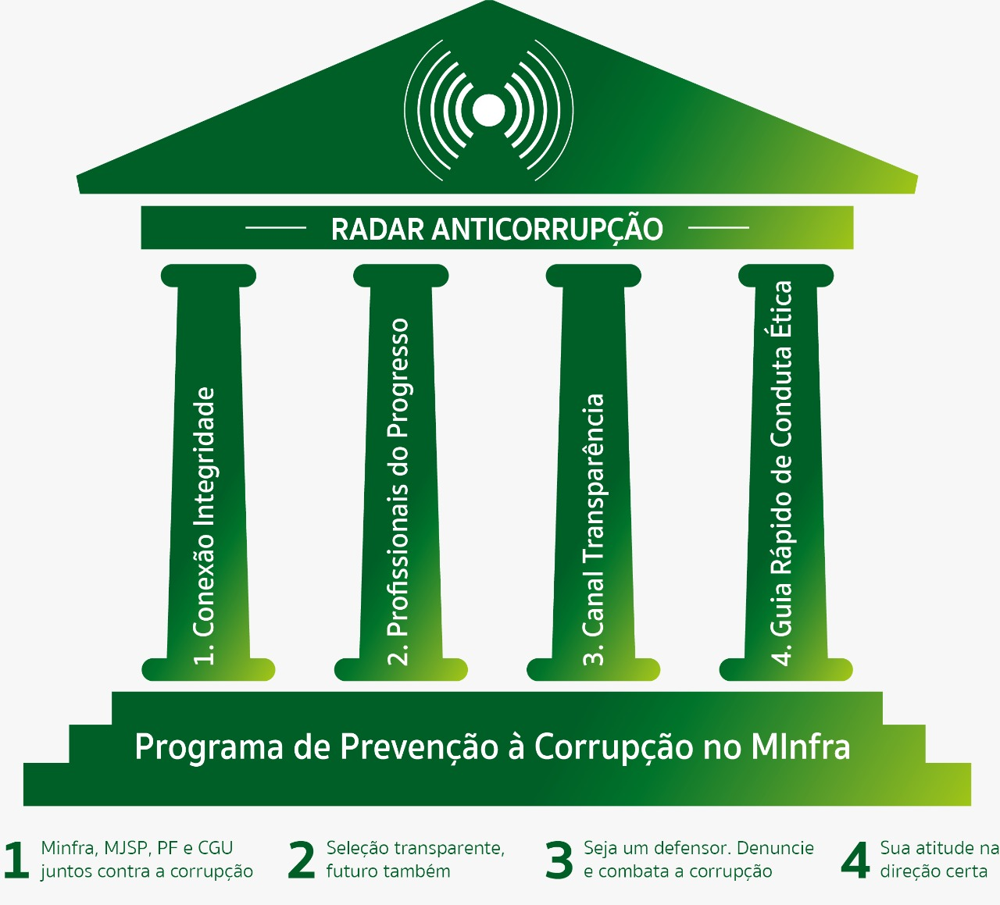 RADAR ANTICORRUPÇÃO
1. Conexão Integridade
2. Profissionais do Progresso
3. Canal Transparência
4. Guia Rápido de Conduta Ética
Programa de Prevenção à Corrupção no MInfra
1 Minfra, MJSP, PF e CGU
juntos contra a corrupção
2 Seleção transparente,
futuro também
3 Seja um defensor. Denuncie
e combata a corrupção
4 Sua atitude na
direção certa